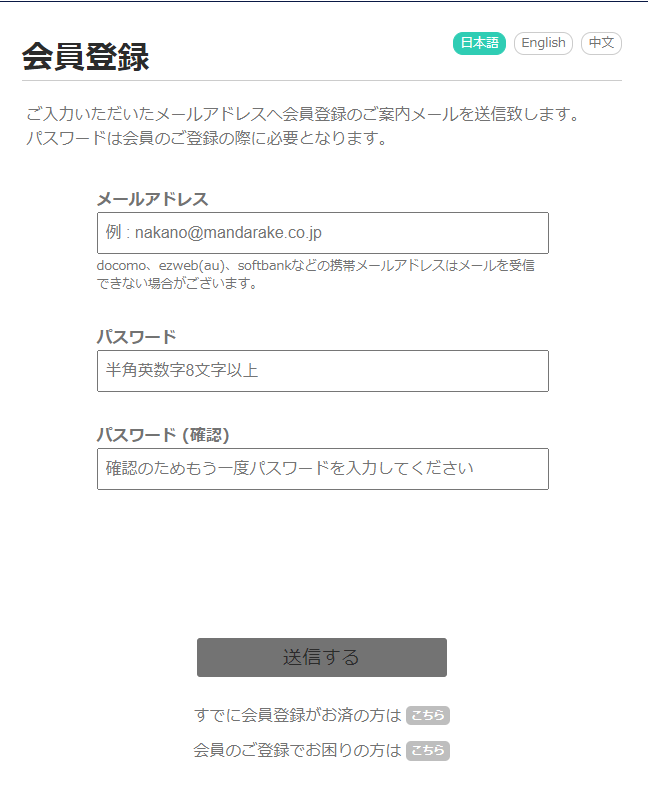 会員登録
日本語 English 中文
ご入力いただいたメールアドレスへ会員登録のご案内メールを送信致します。
パスワードは会員のご登録の際に必要となります。
メールアドレス
例 : nakano@mandarake.co.jp
docomo、ezweb(au)、softbankなどの携帯メールアドレスはメールを受信
できない場合がございます。
パスワード
半角英数字8文字以上
パスワード (確認)
確認のためもう一度パスワードを入力してください
送信する
すでに会員登録がお済の方は こちら
会員のご登録でお困りの方は こちら